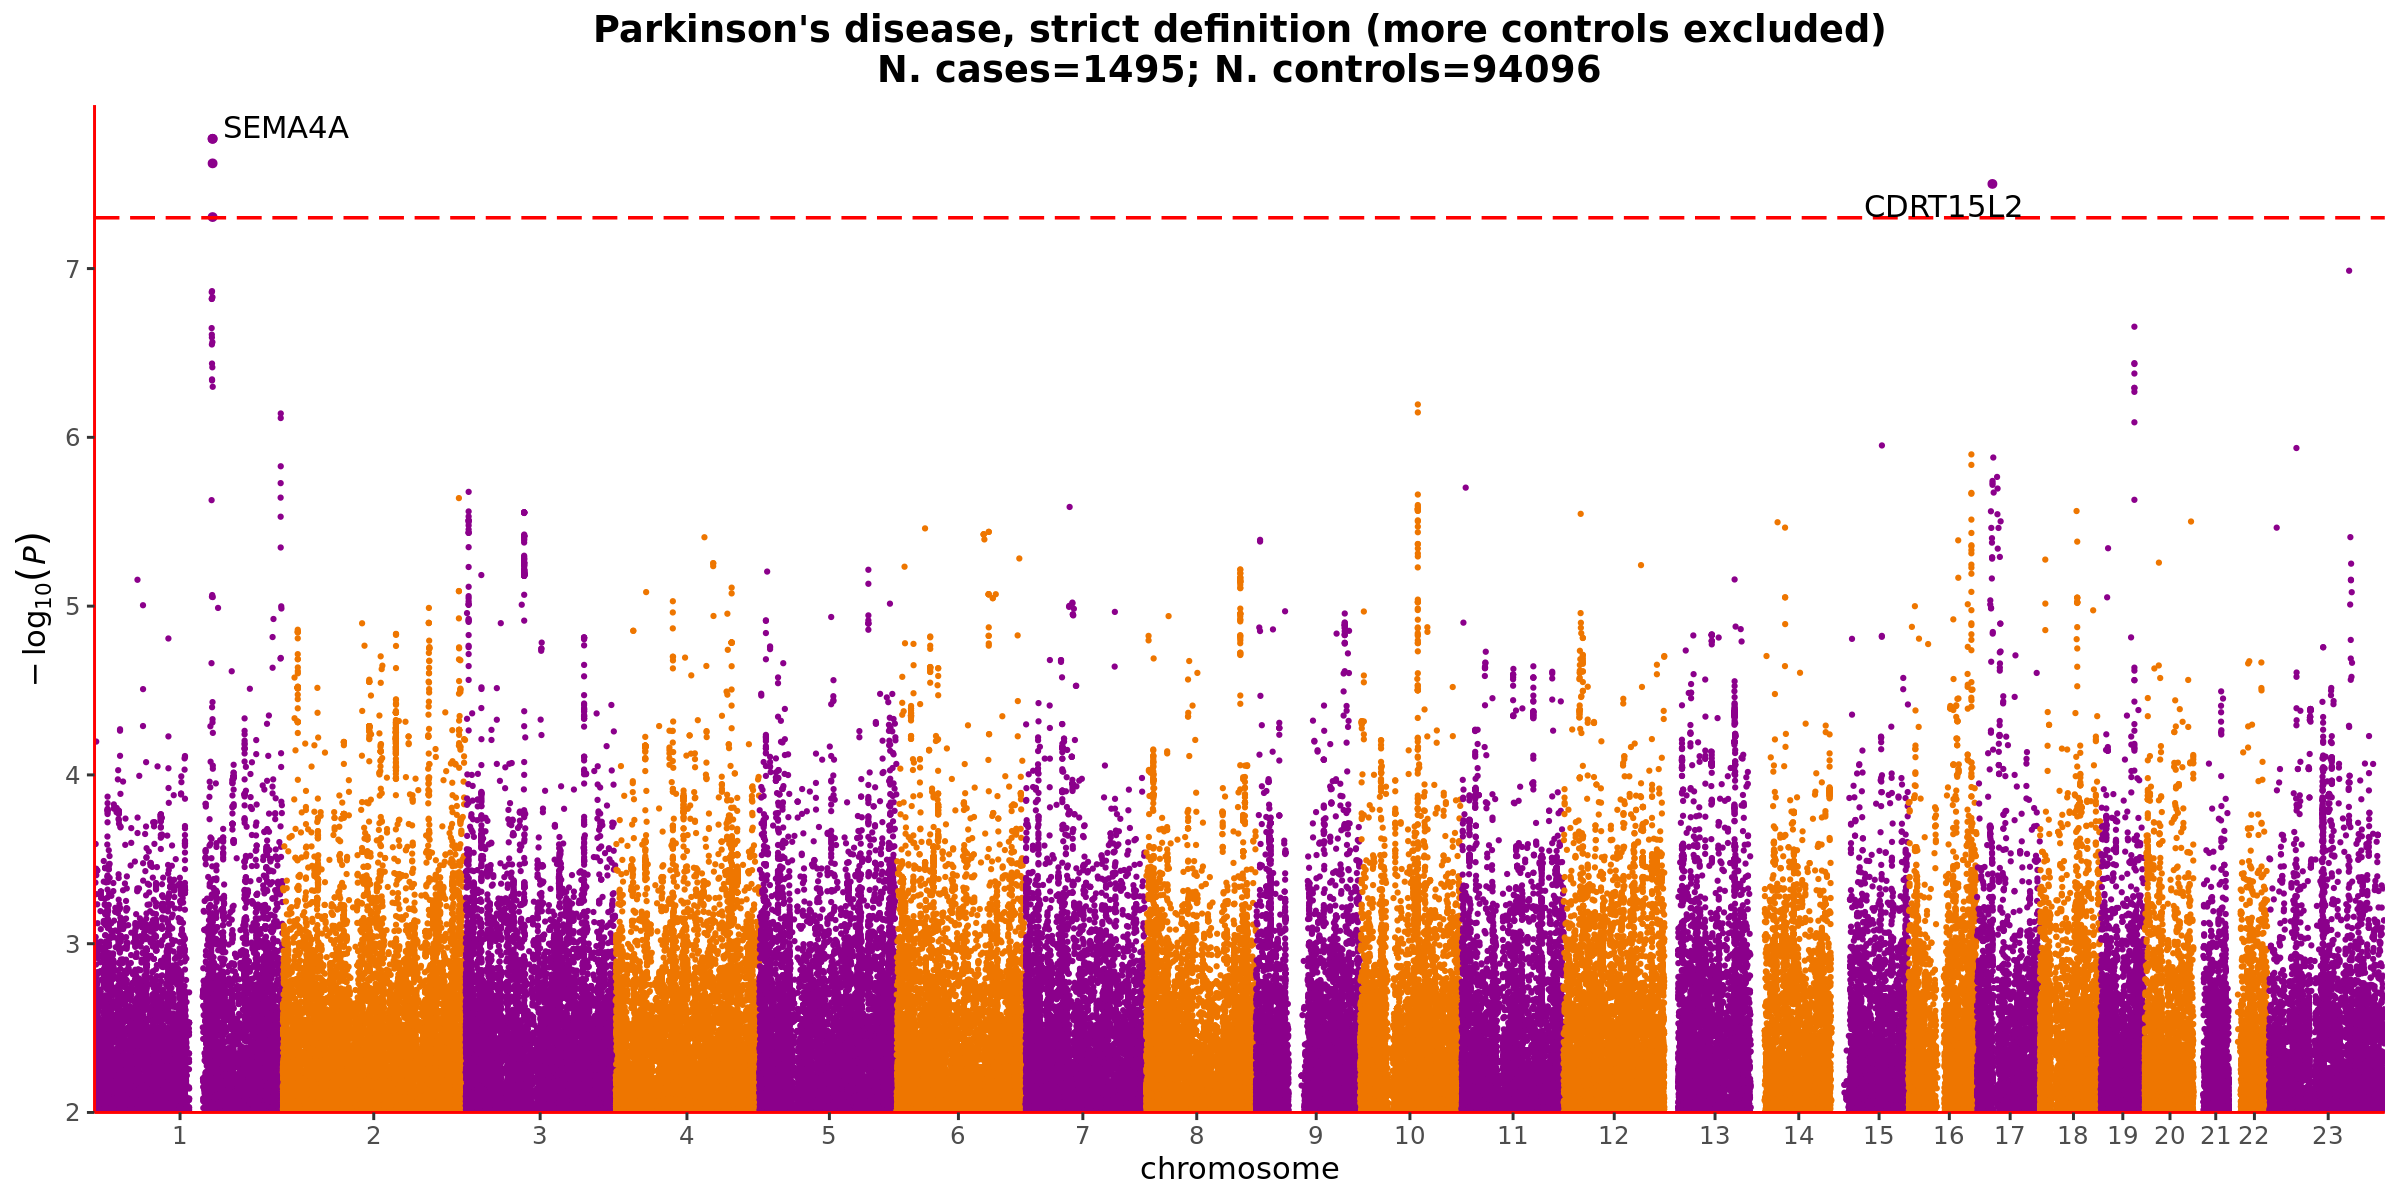 Parkinson's disease, strict definition (more controls excluded)
N. cases=1495; N. controls=94096
SEMA4A
CDRT15L2
7
6
5
4
3
2
−log₁₀(P)
1 2 3 4 5 6 7 8 9 10 11 12 13 14 15 16 17 18 19 20 21 22 23
chromosome